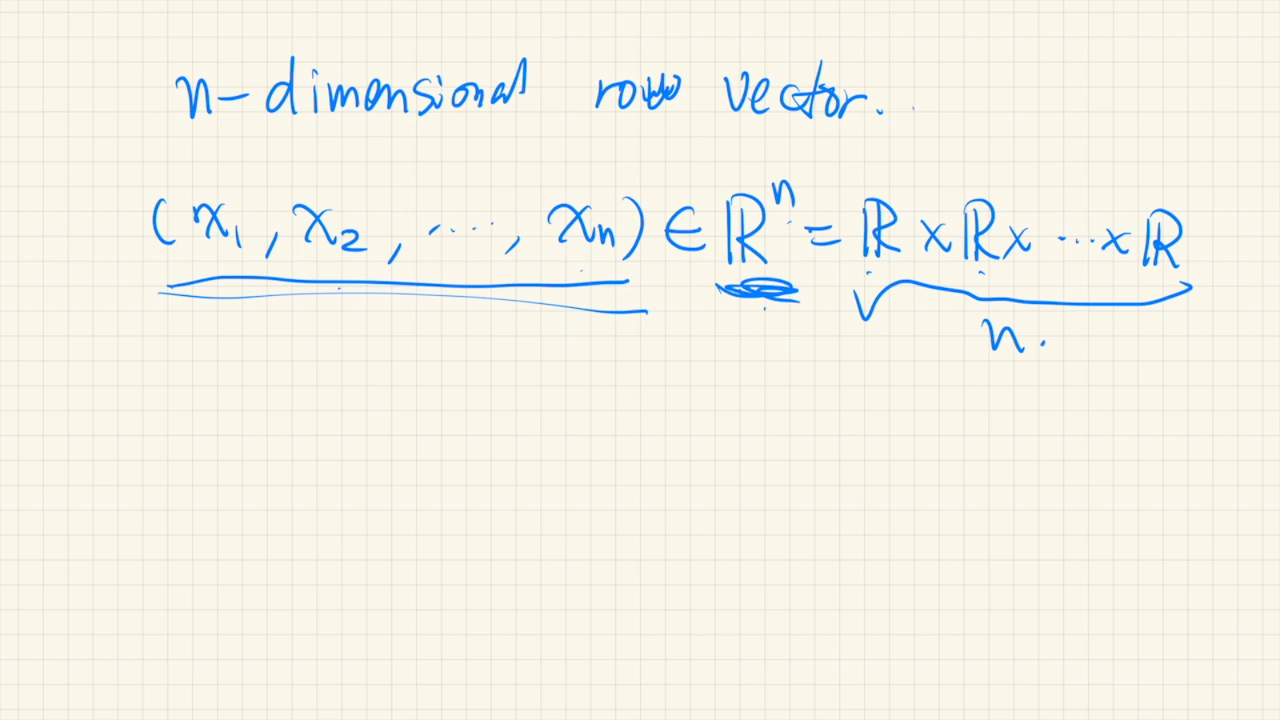 n-dimensional row vector.
(x₁, x₂, ..., xₙ) ∈ ℝⁿ = ℝ × ℝ × ... × ℝ
n.